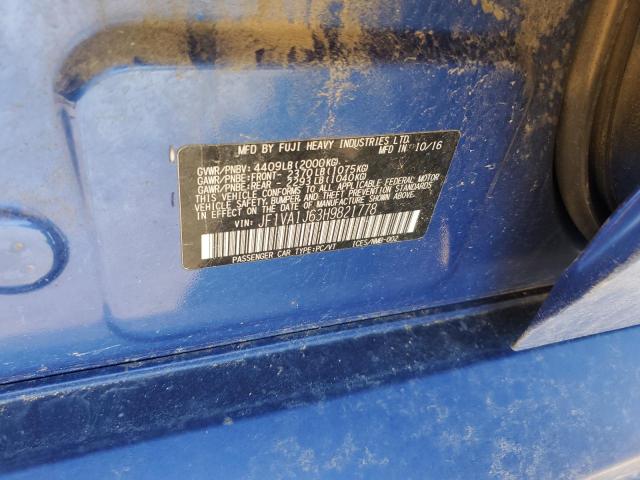 MFD BY FUJI HEAVY INDUSTRIES LTD.
MFD IN 10/16
GVWR/PNBV: 4409LB(2000KG)
GAWR/PNBE:FRONT- 2370LB(1075KG)
GAWR/PNBE:REAR - 2293LB(1040KG)
THIS VEHICLE CONFORMS TO ALL APPLICABLE FEDERAL MOTOR
VEHICLE SAFETY, BUMPER, AND THEFT PREVENTION STANDARDS
IN EFFECT ON THE DATE OF MANUFACTURE SHOWN ABOVE.
VIN: JF1VA1J63H9821778
PASSENGER CAR TYPE:PC/VT ICES/NMB-002